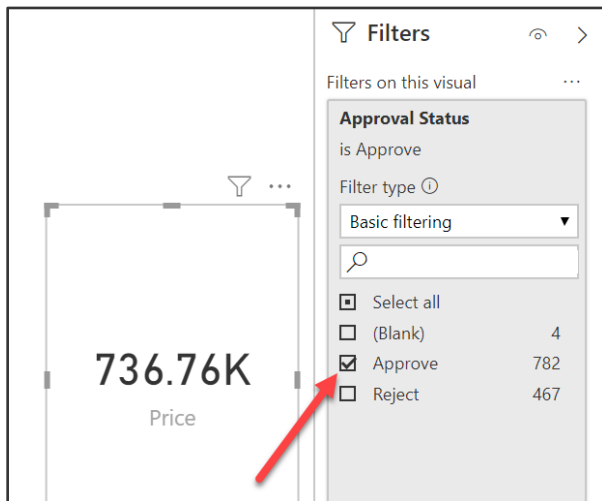 Filters
Filters on this visual
Approval Status
is Approve
Filter type
Basic filtering
Select all
(Blank) 4
Approve 782
Reject 467
736.76K
Price